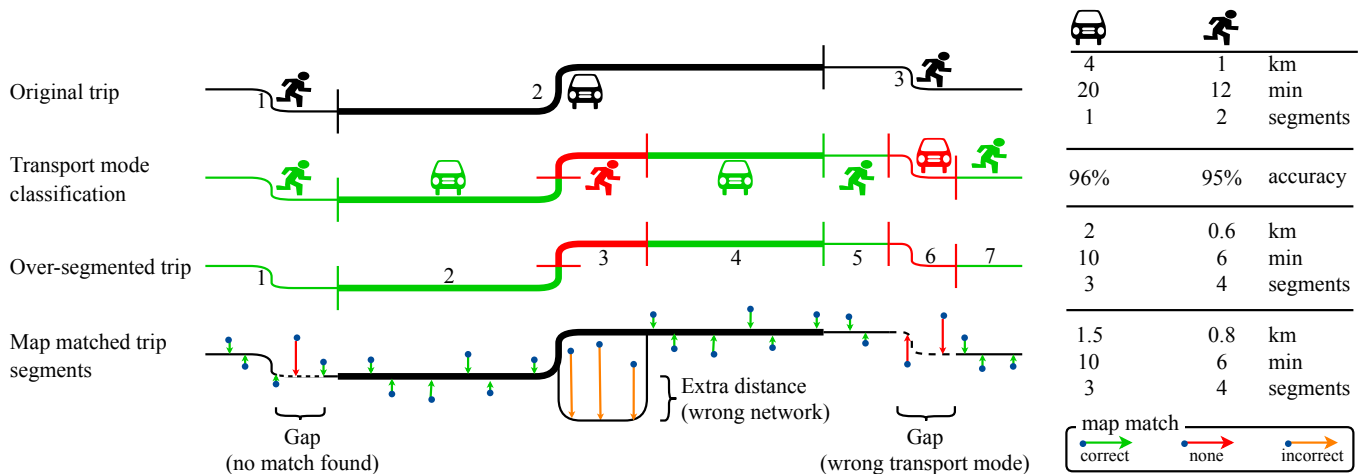 Original trip
1
2
3
4 1 km
20 12 min
1 2 segments
Transport mode
classification
96% 95% accuracy
Over-segmented trip
1 2 3 4 5 6 7
2 0.6 km
10 6 min
3 4 segments
Map matched trip
segments
Extra distance
(wrong network)
Gap
(no match found)
Gap
(wrong transport mode)
1.5 0.8 km
10 6 min
3 4 segments
map match
correct none incorrect